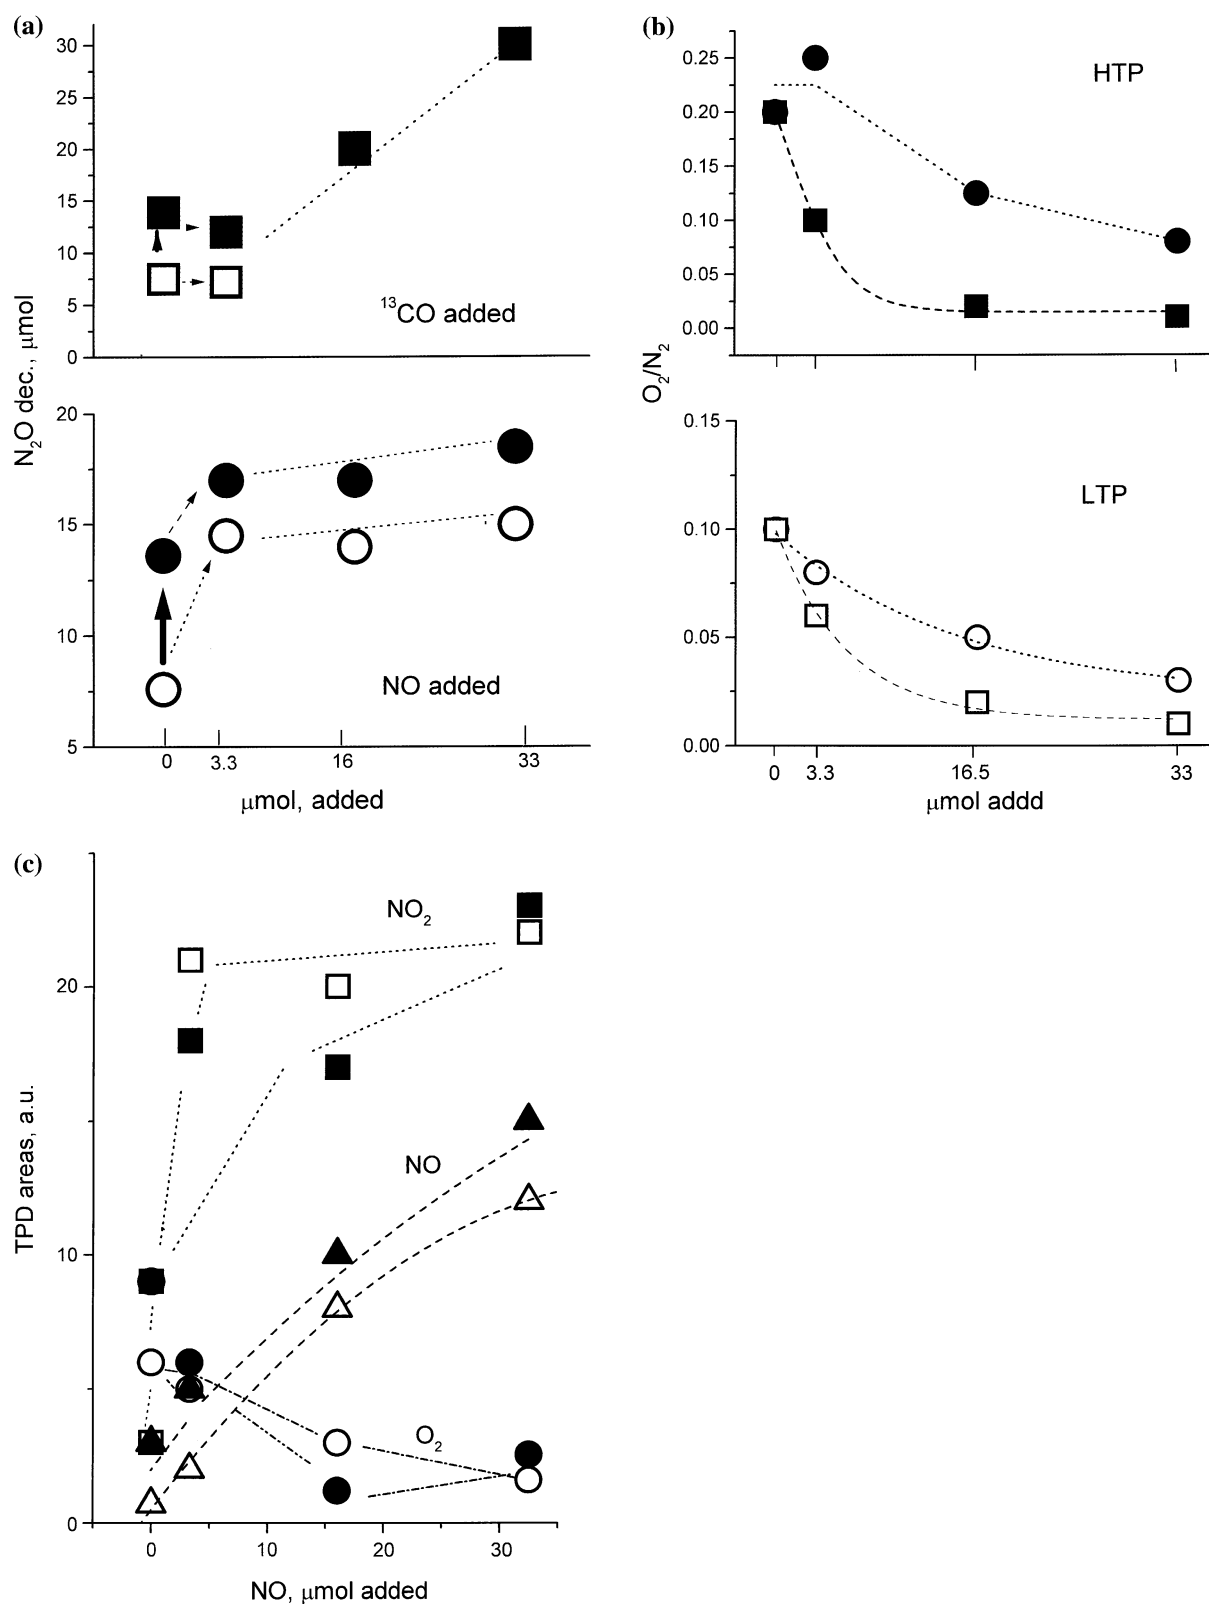 (a)
30
25
20
15
10
5
0
¹³CO added
N₂O dec., μmol
20
15
10
5
NO added
0 3.3 16 33
μmol, added
(b)
0.25
0.20
0.15
0.10
0.05
0.00
HTP
O₂/N₂
0.15
0.10
0.05
0.00
LTP
0 3.3 16.5 33
μmol addd
(c)
20
10
0
NO₂
NO
O₂
TPD areas, a.u.
0 10 20 30
NO, μmol added